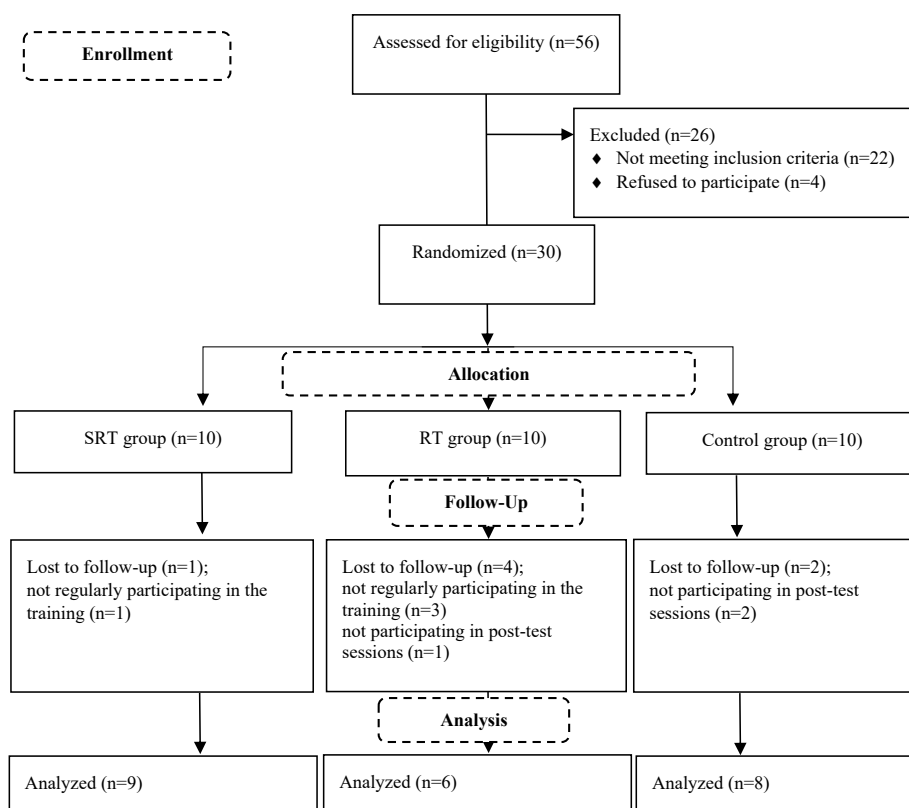 Assessed for eligibility (n=56)
Enrollment
Excluded (n=26)
♦ Not meeting inclusion criteria (n=22)
♦ Refused to participate (n=4)
Randomized (n=30)
Allocation
SRT group (n=10)
RT group (n=10)
Control group (n=10)
Follow-Up
Lost to follow-up (n=1);
not regularly participating in the
training (n=1)
Lost to follow-up (n=4);
not regularly participating in the
training (n=3)
not participating in post-test
sessions (n=1)
Lost to follow-up (n=2);
not participating in post-test
sessions (n=2)
Analysis
Analyzed (n=9)
Analyzed (n=6)
Analyzed (n=8)